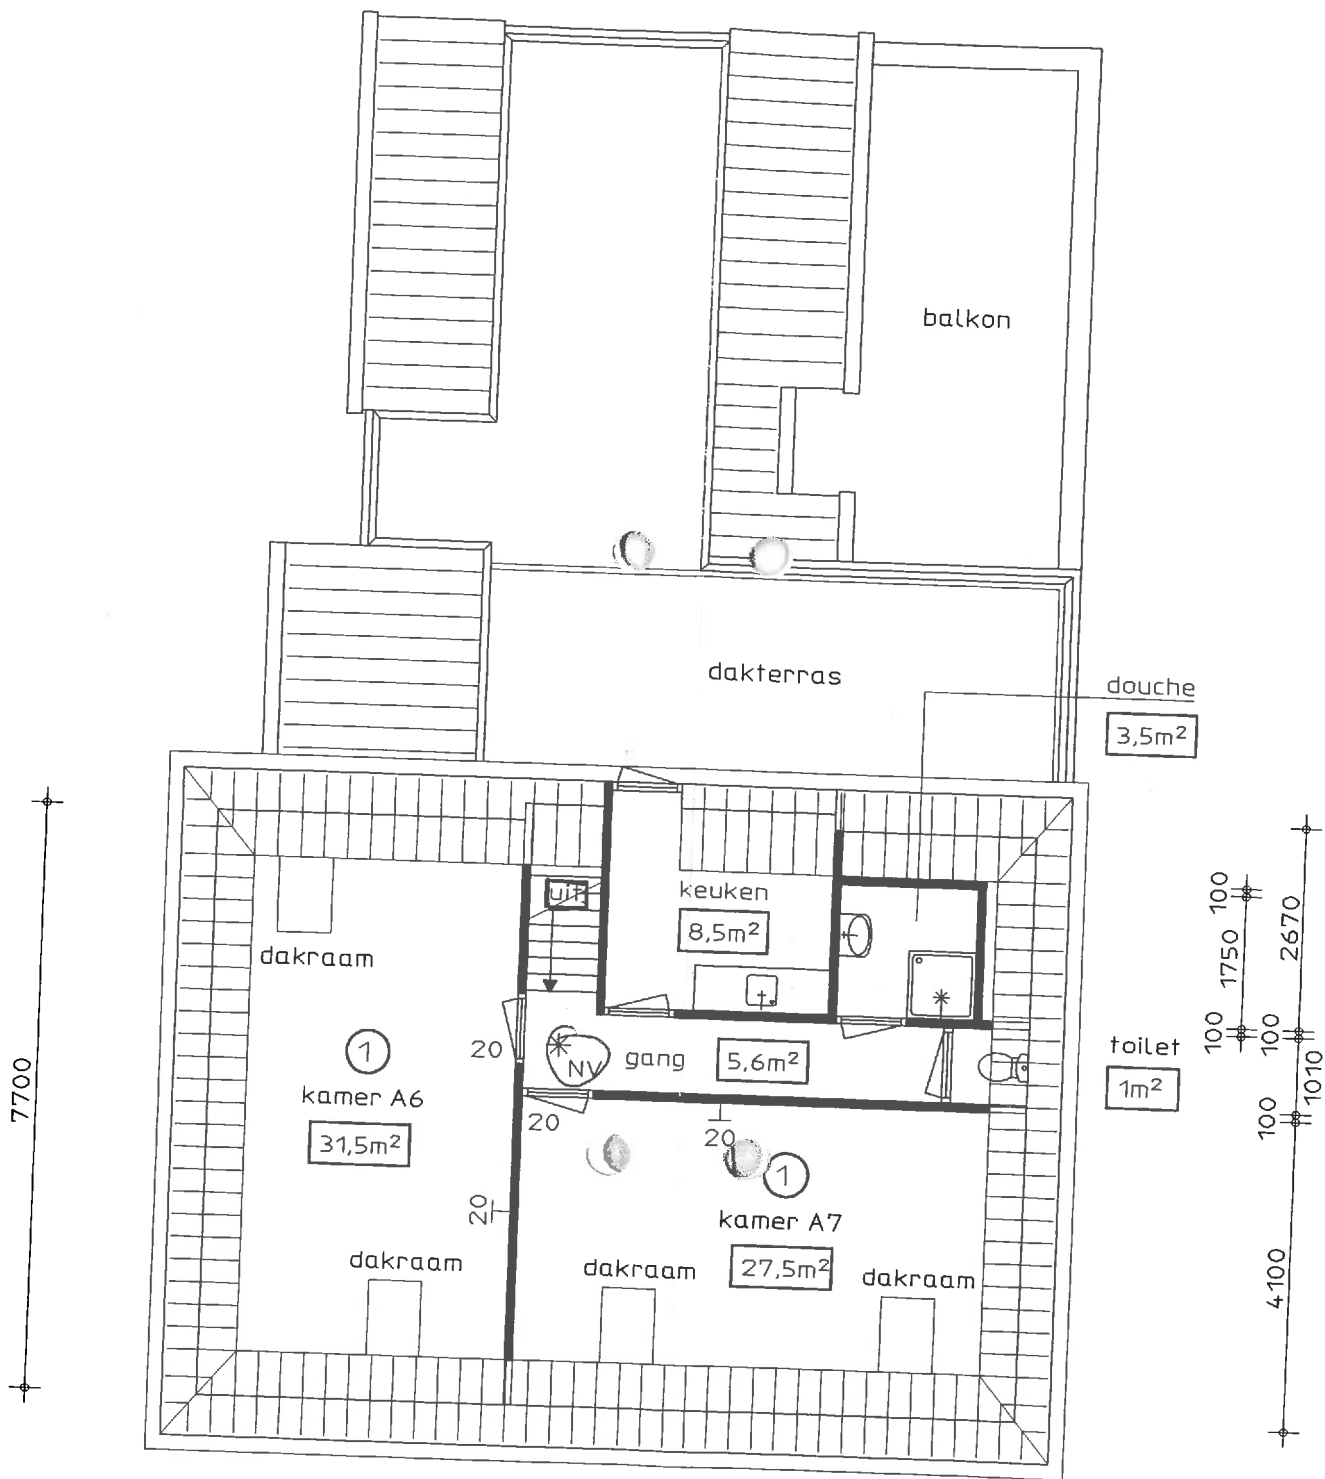 balkon
dakterras
douche
3,5m²
uit
keuken
8,5m²
dakraam
100
1750
2670
7700
1
20
NV
gang
5,6m²
100
100
toilet
1m²
1010
kamer A6
31,5m²
20
20
100
1
20
kamer A7
27,5m²
dakraam
dakraam
dakraam
4100